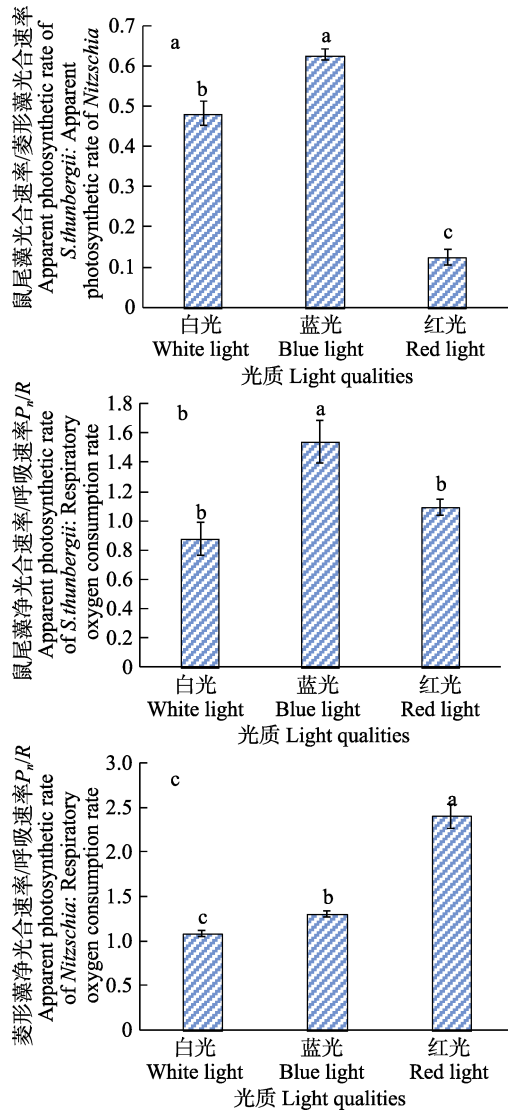 鼠尾藻光合速率/菱形藻光合速率
Apparent photosynthetic rate of
S.thunbergii: Apparent
photosynthetic rate of Nitzschia
a
0.7
0.6
0.5
0.4
0.3
0.2
0.1
0
b
a
c
白光 蓝光 红光
White light Blue light Red light
光质 Light qualities
鼠尾藻净光合速率/呼吸速率Pn/R
Apparent photosynthetic rate
of S.thunbergii: Respiratory
oxygen consumption rate
b
1.8
1.6
1.4
1.2
1.0
0.8
0.6
0.4
0.2
0
b
a
b
白光 蓝光 红光
White light Blue light Red light
光质 Light qualities
菱形藻净光合速率/呼吸速率Pn/R
Apparent photosynthetic rate
of Nitzschia: Respiratory
oxygen consumption rate
c
3.0
2.5
2.0
1.5
1.0
0.5
0
c
b
a
白光 蓝光 红光
White light Blue light Red light
光质 Light qualities